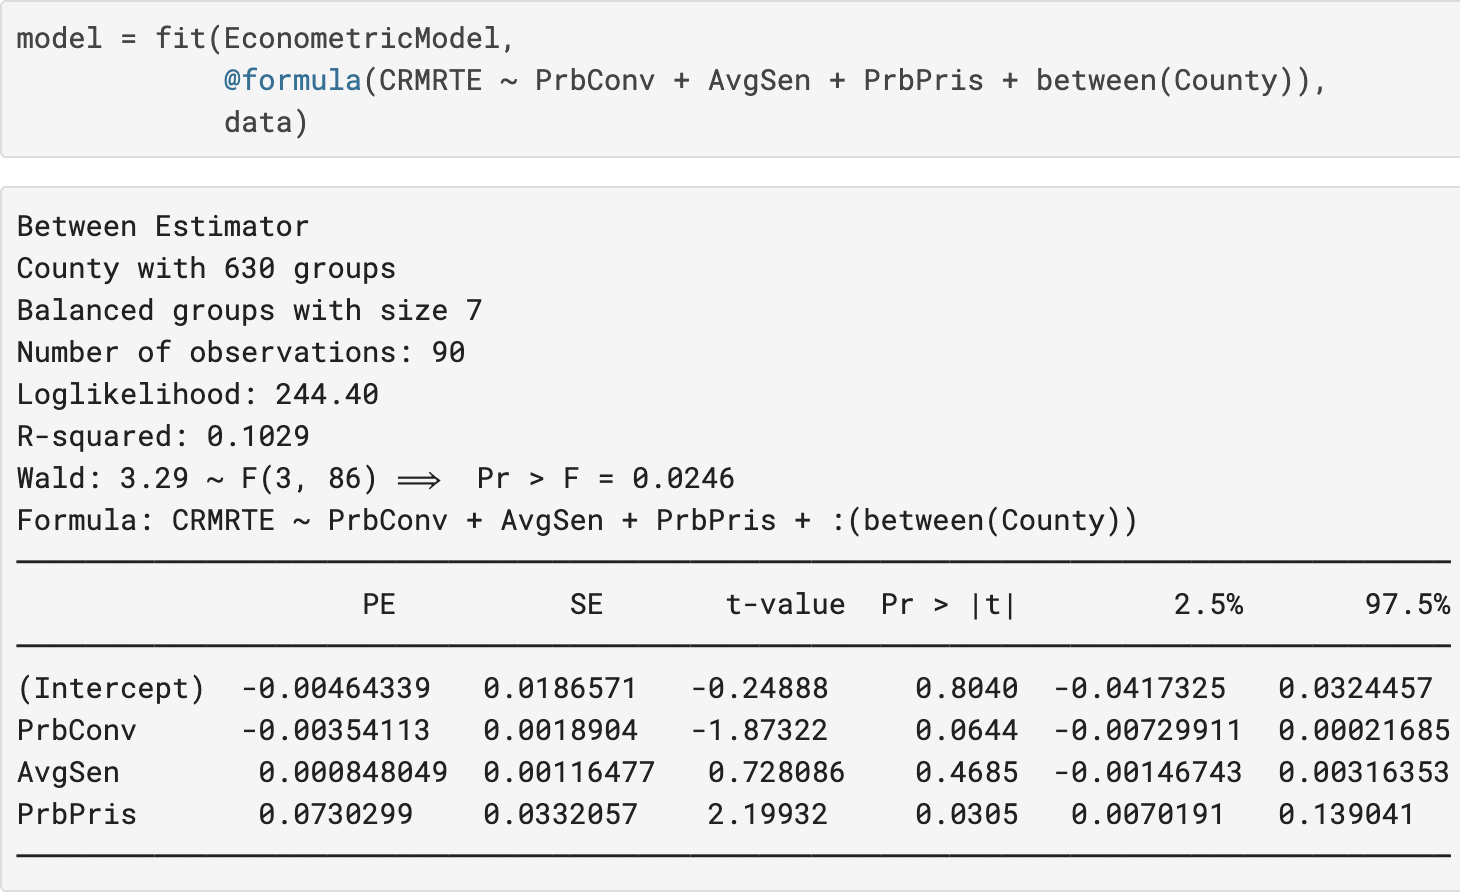 model = fit(EconometricModel,
            @formula(CRMRTE ~ PrbConv + AvgSen + PrbPris + between(County)),
            data)
Between Estimator
County with 630 groups
Balanced groups with size 7
Number of observations: 90
Loglikelihood: 244.40
R-squared: 0.1029
Wald: 3.29 ~ F(3, 86) ⟹  Pr > F = 0.0246
Formula: CRMRTE ~ PrbConv + AvgSen + PrbPris + :(between(County))
PE SE t-value Pr > |t| 2.5% 97.5%
(Intercept) -0.00464339 0.0186571 -0.24888 0.8040 -0.0417325 0.0324457
PrbConv -0.00354113 0.0018904 -1.87322 0.0644 -0.00729911 0.00021685
AvgSen 0.000848049 0.00116477 0.728086 0.4685 -0.00146743 0.00316353
PrbPris 0.0730299 0.0332057 2.19932 0.0305 0.0070191 0.139041